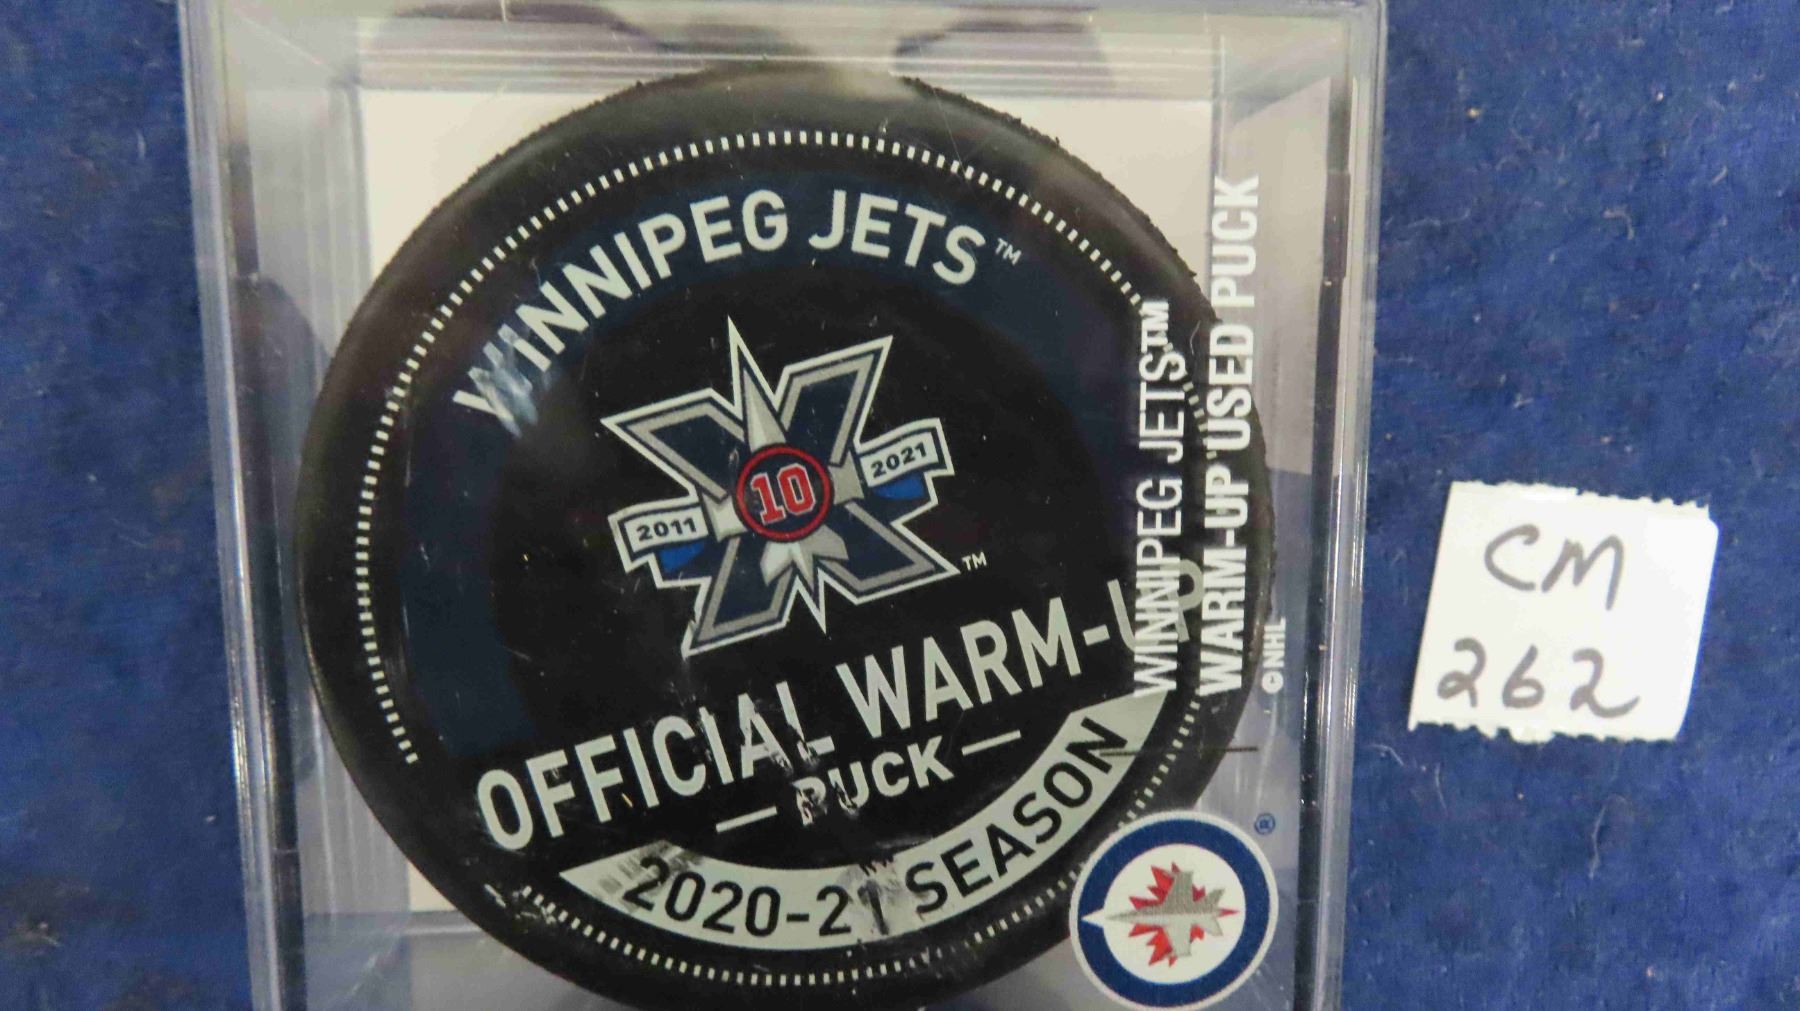 WINNIPEG JETS™
2011
10
2021
™
OFFICIAL WARM-UP
— PUCK —
2020-21 SEASON
WINNIPEG JETS™
WARM-UP USED PUCK
©NHL
®
CM
262